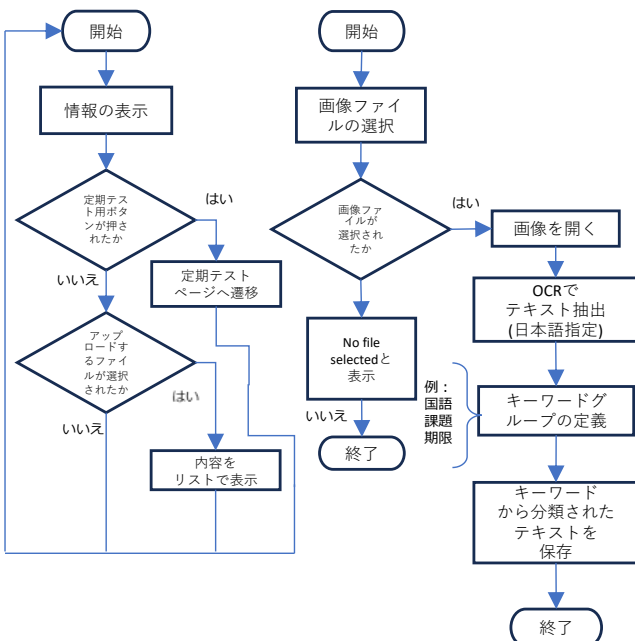 開始
情報の表示
定期テス
ト用ボタ
ンが押さ
れたか
はい
いいえ
定期テスト
ページへ遷移
アップ
ロードす
るファイ
ルが選択
されたか
はい
いいえ
内容を
リストで表示
開始
画像ファイ
ルの選択
画像ファ
イルが
選択され
たか
はい
No file
selectedと
表示
いいえ
終了
画像を開く
OCRで
テキスト抽出
(日本語指定)
例：
国語
課題
期限
キーワードグ
ループの定義
キーワード
から分類された
テキストを
保存
終了